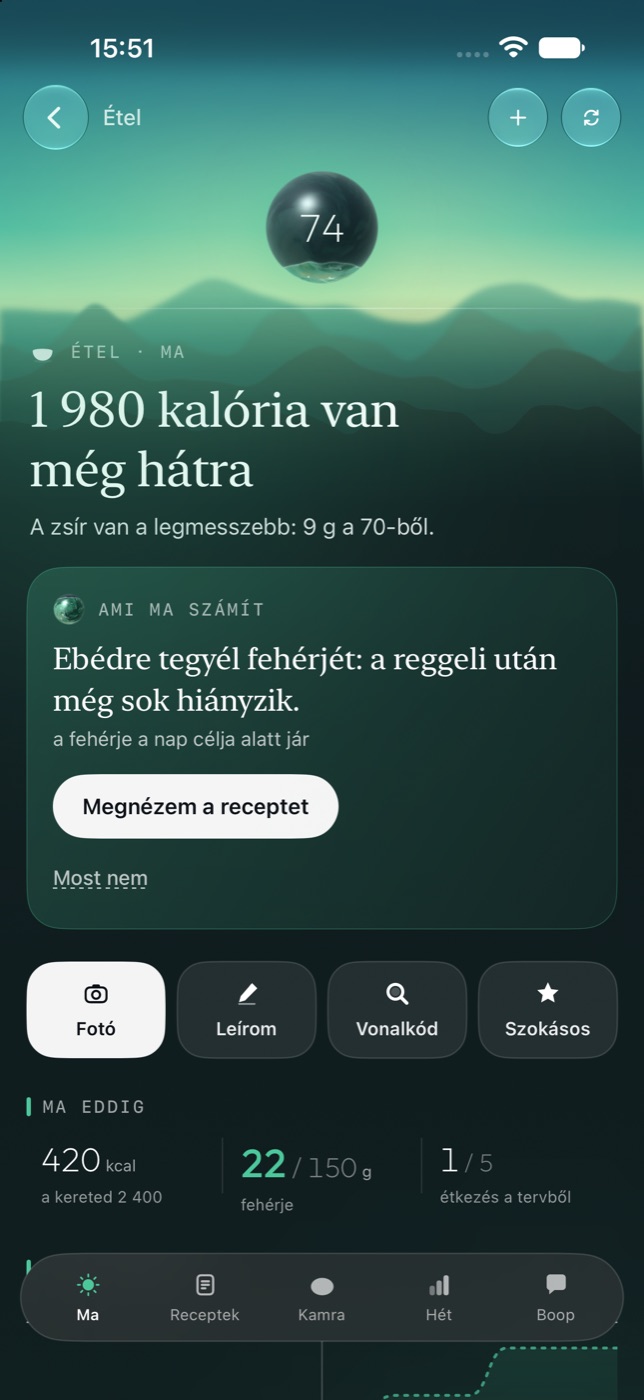 15:51
Étel
74
ÉTEL · MA
1 980 kalória van
még hátra
A zsír van a legmesszebb: 9 g a 70-ből.
AMI MA SZÁMÍT
Ebédre tegyél fehérjét: a reggeli után
még sok hiányzik.
a fehérje a nap célja alatt jár
Megnézem a receptet
Most nem
Fotó
Leírom
Vonalkód
Szokásos
MA EDDIG
420 kcal
a kereted 2 400
22 / 150 g
fehérje
1 / 5
étkezés a tervből
Ma
Receptek
Kamra
Hét
Boop